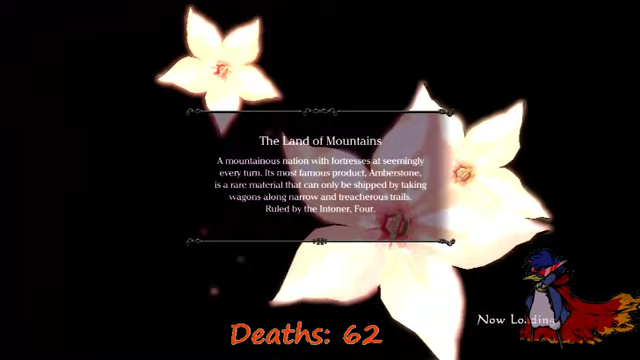 The Land of Mountains
A mountainous nation with fortresses at seemingly
every turn. Its most famous product, Amberstone,
is a rare material that can only be shipped by taking
wagons along narrow and treacherous trails.
Ruled by the Intoner, Four.
Now Loading
Deaths: 62